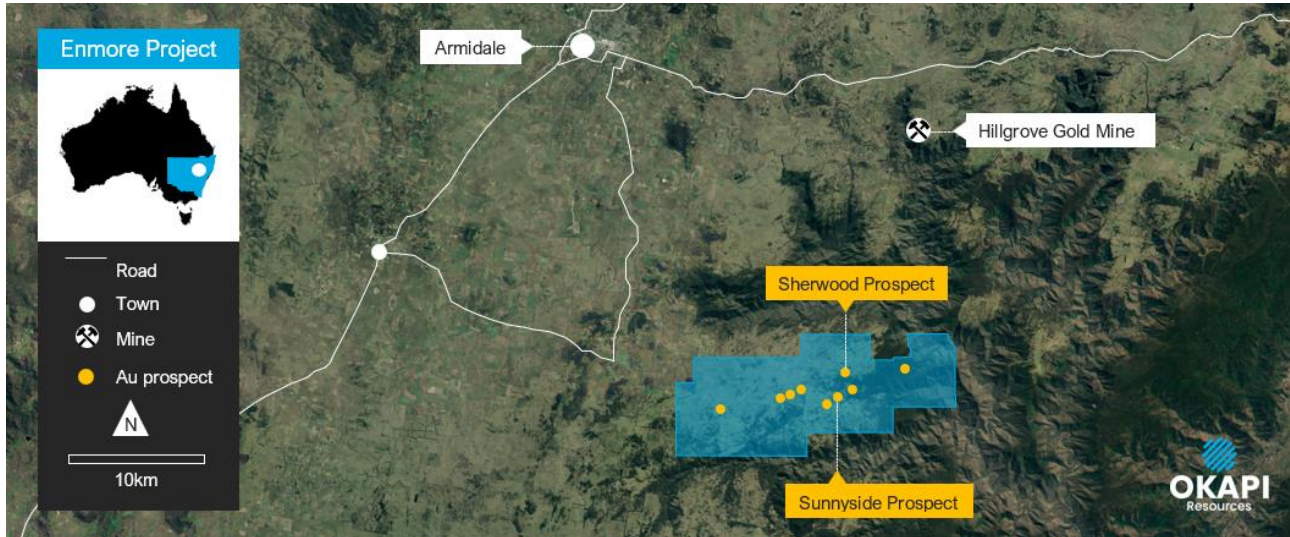 Enmore Project
Road
Town
Mine
Au prospect
N
10km
Armidale
Hillgrove Gold Mine
Sherwood Prospect
Sunnyside Prospect
OKAPI
Resources